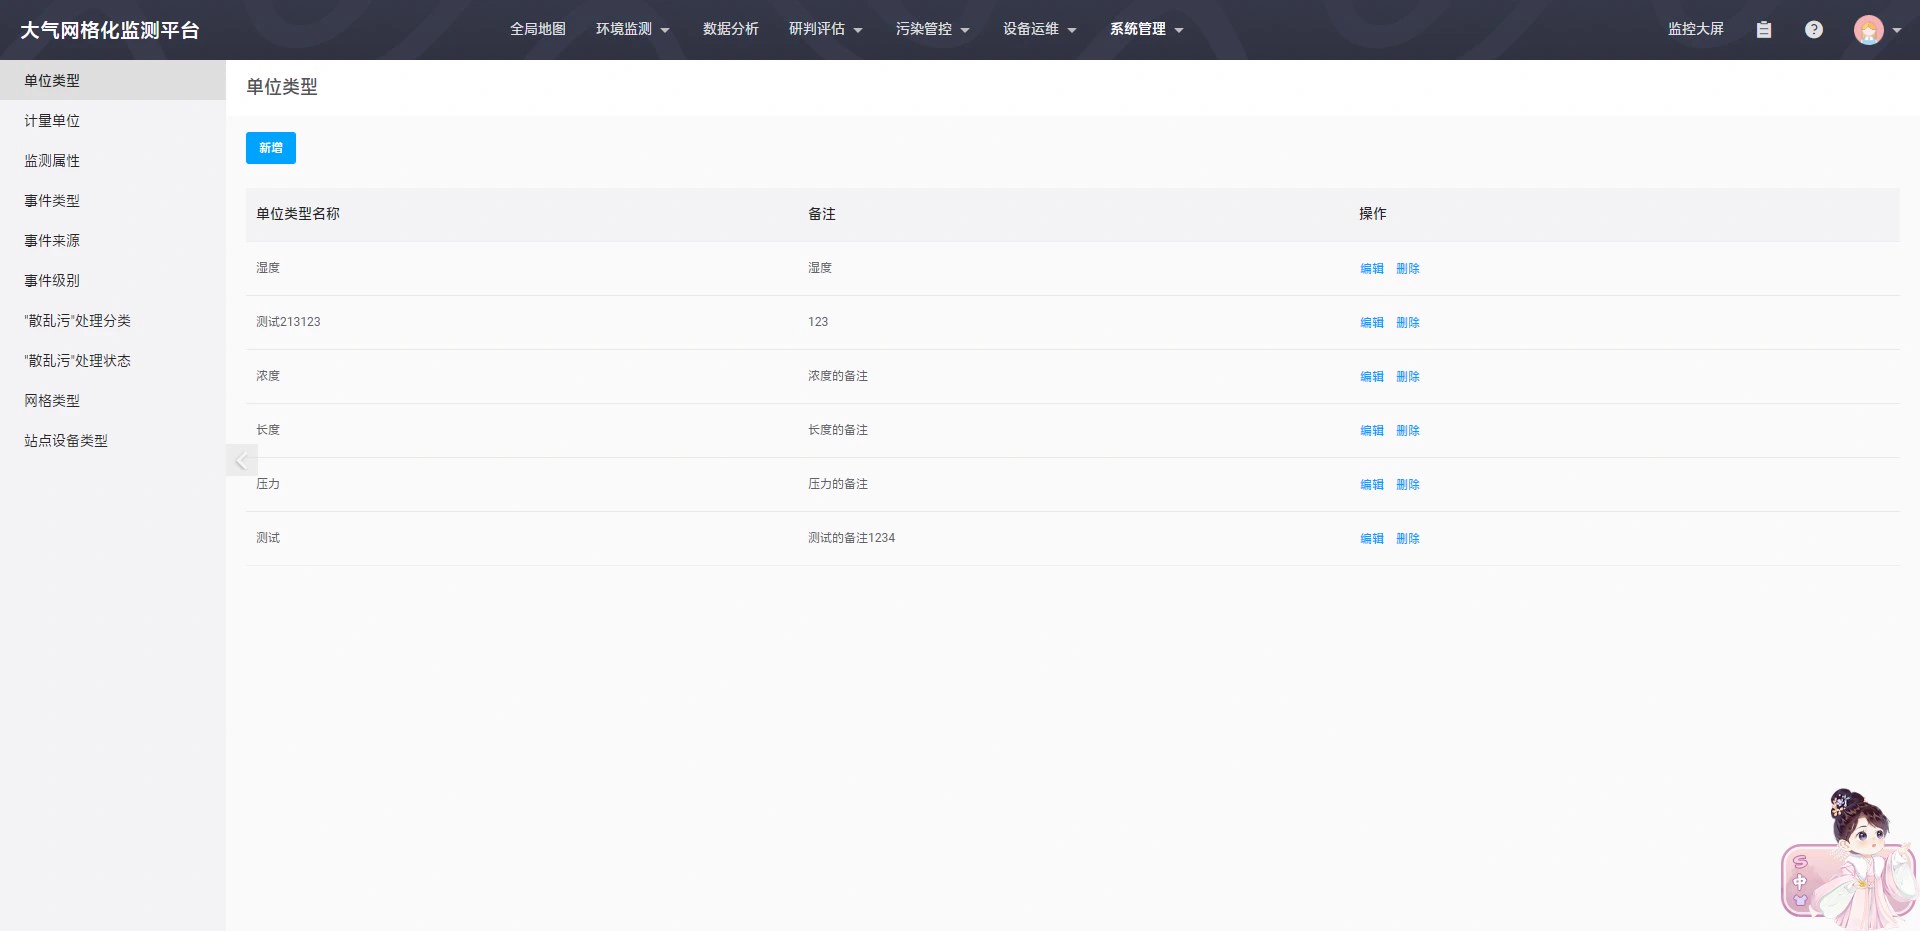 大气网格化监测平台
全局地图 环境监测 数据分析 研判评估 污染管控 设备运维 系统管理
监控大屏
单位类型
计量单位
监测属性
事件类型
事件来源
事件级别
"散乱污"处理分类
"散乱污"处理状态
网格类型
站点设备类型
单位类型
新增
单位类型名称 备注 操作
湿度 湿度 编辑 删除
测试213123 123 编辑 删除
浓度 浓度的备注 编辑 删除
长度 长度的备注 编辑 删除
压力 压力的备注 编辑 删除
测试 测试的备注1234 编辑 删除
S
中